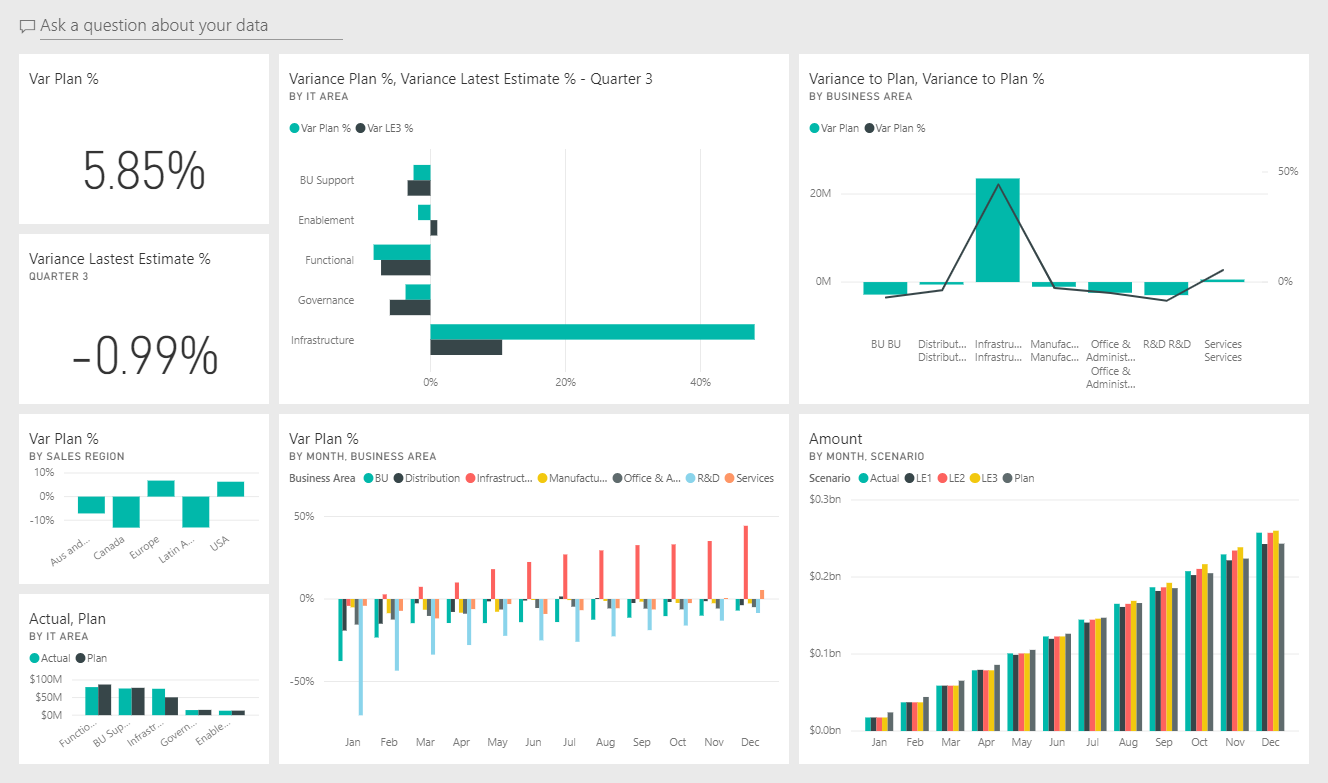 Ask a question about your data
Var Plan %
5.85%
Variance Lastest Estimate %
QUARTER 3
-0.99%
Variance Plan %, Variance Latest Estimate % - Quarter 3
BY IT AREA
Var Plan % Var LE3 %
BU Support
Enablement
Functional
Governance
Infrastructure
0% 20% 40%
Variance to Plan, Variance to Plan %
BY BUSINESS AREA
Var Plan Var Plan %
50%
20M
0M 0%
BU BU Distribut... Infrastru... Manufac... Office & R&D R&D Services
Distribut... Infrastru... Manufac... Administ... Services
Office &
Administ...
Var Plan %
BY SALES REGION
10%
0%
-10%
Aus and... Canada Europe Latin A... USA
Actual, Plan
BY IT AREA
Actual Plan
$100M
$50M
$0M
Functio... BU Sup... Infrastr... Govern... Enable...
Var Plan %
BY MONTH, BUSINESS AREA
Business Area BU Distribution Infrastruct... Manufactu... Office & A... R&D Services
50%
0%
-50%
Jan Feb Mar Apr May Jun Jul Aug Sep Oct Nov Dec
Amount
BY MONTH, SCENARIO
Scenario Actual LE1 LE2 LE3 Plan
$0.3bn
$0.2bn
$0.1bn
$0.0bn
Jan Feb Mar Apr May Jun Jul Aug Sep Oct Nov Dec